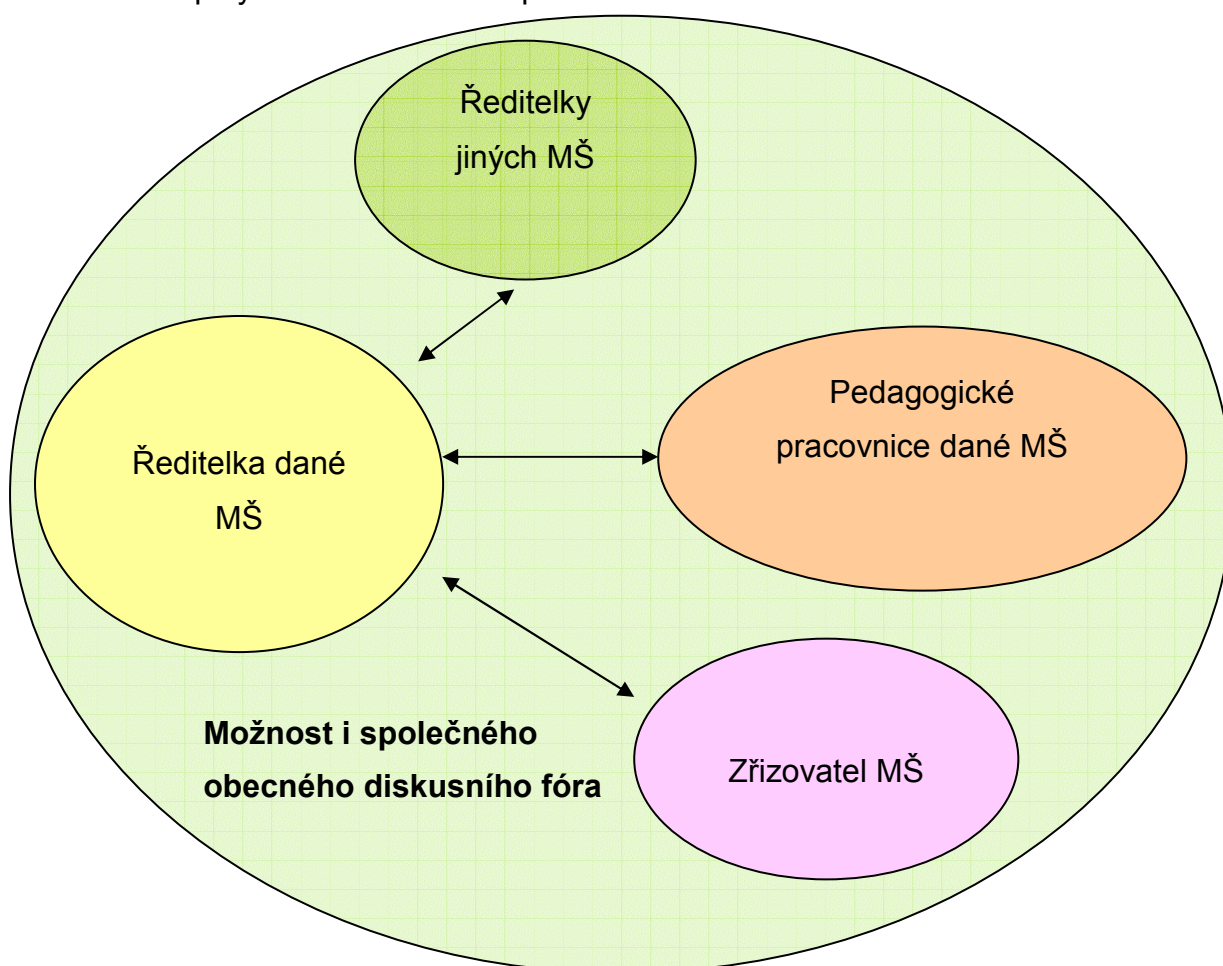 Ředitelky
jiných MŠ
Pedagogické
pracovnice dané MŠ
Ředitelka dané
MŠ
Možnost i společného
obecného diskusního fóra
Zřizovatel MŠ